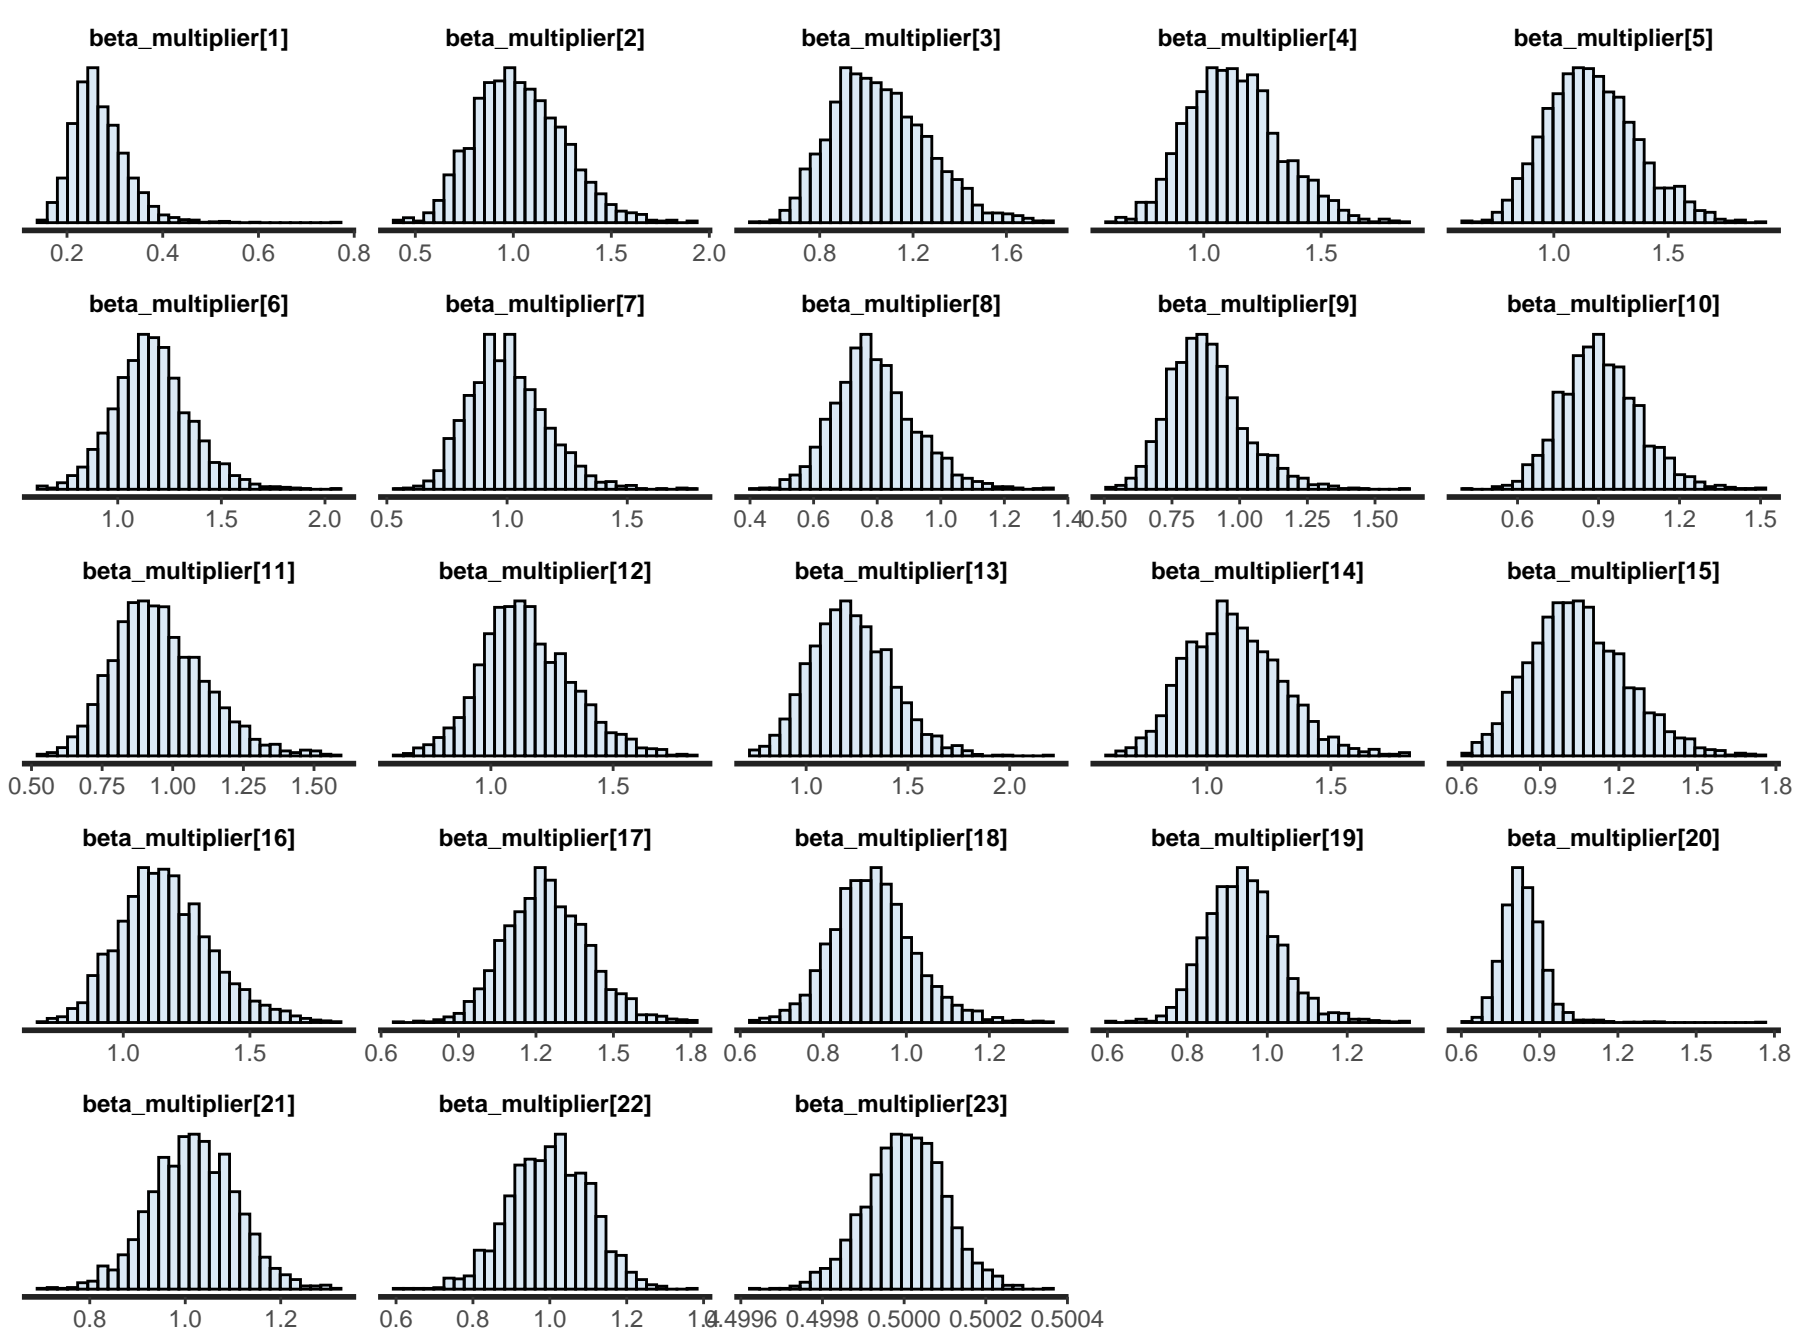 beta_multiplier[1] beta_multiplier[2] beta_multiplier[3] beta_multiplier[4] beta_multiplier[5]
0.2 0.4 0.6 0.8 0.5 1.0 1.5 2.0 0.8 1.2 1.6 1.0 1.5 1.0 1.5
beta_multiplier[6] beta_multiplier[7] beta_multiplier[8] beta_multiplier[9] beta_multiplier[10]
1.0 1.5 2.0 0.5 1.0 1.5 0.4 0.6 0.8 1.0 1.2 1.4 0.50 0.75 1.00 1.25 1.50 0.6 0.9 1.2 1.5
beta_multiplier[11] beta_multiplier[12] beta_multiplier[13] beta_multiplier[14] beta_multiplier[15]
0.50 0.75 1.00 1.25 1.50 1.0 1.5 1.0 1.5 2.0 1.0 1.5 0.6 0.9 1.2 1.5 1.8
beta_multiplier[16] beta_multiplier[17] beta_multiplier[18] beta_multiplier[19] beta_multiplier[20]
1.0 1.5 0.6 0.9 1.2 1.5 1.8 0.6 0.8 1.0 1.2 0.6 0.8 1.0 1.2 0.6 0.9 1.2 1.5 1.8
beta_multiplier[21] beta_multiplier[22] beta_multiplier[23]
0.8 1.0 1.2 0.6 0.8 1.0 1.2 1.4 0.4996 0.4998 0.5000 0.5002 0.5004